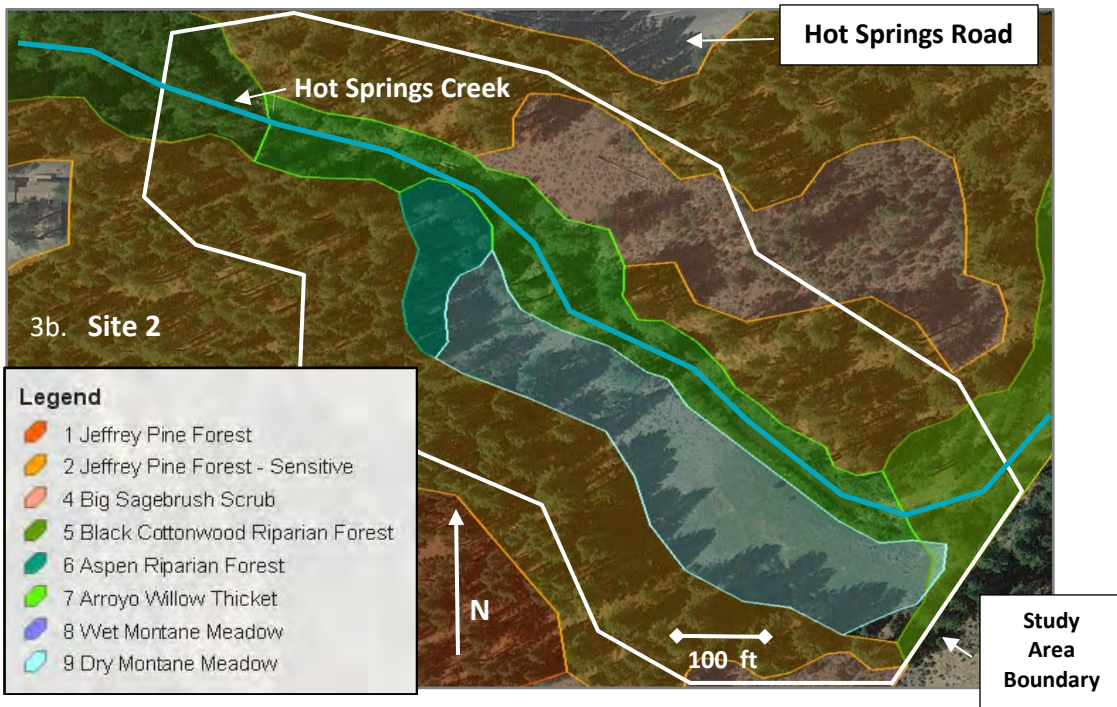 Hot Springs Road
Hot Springs Creek
3b. Site 2
Legend
1 Jeffrey Pine Forest
2 Jeffrey Pine Forest - Sensitive
4 Big Sagebrush Scrub
5 Black Cottonwood Riparian Forest
6 Aspen Riparian Forest
7 Arroyo Willow Thicket
8 Wet Montane Meadow
9 Dry Montane Meadow
N
100 ft
Study
Area
Boundary